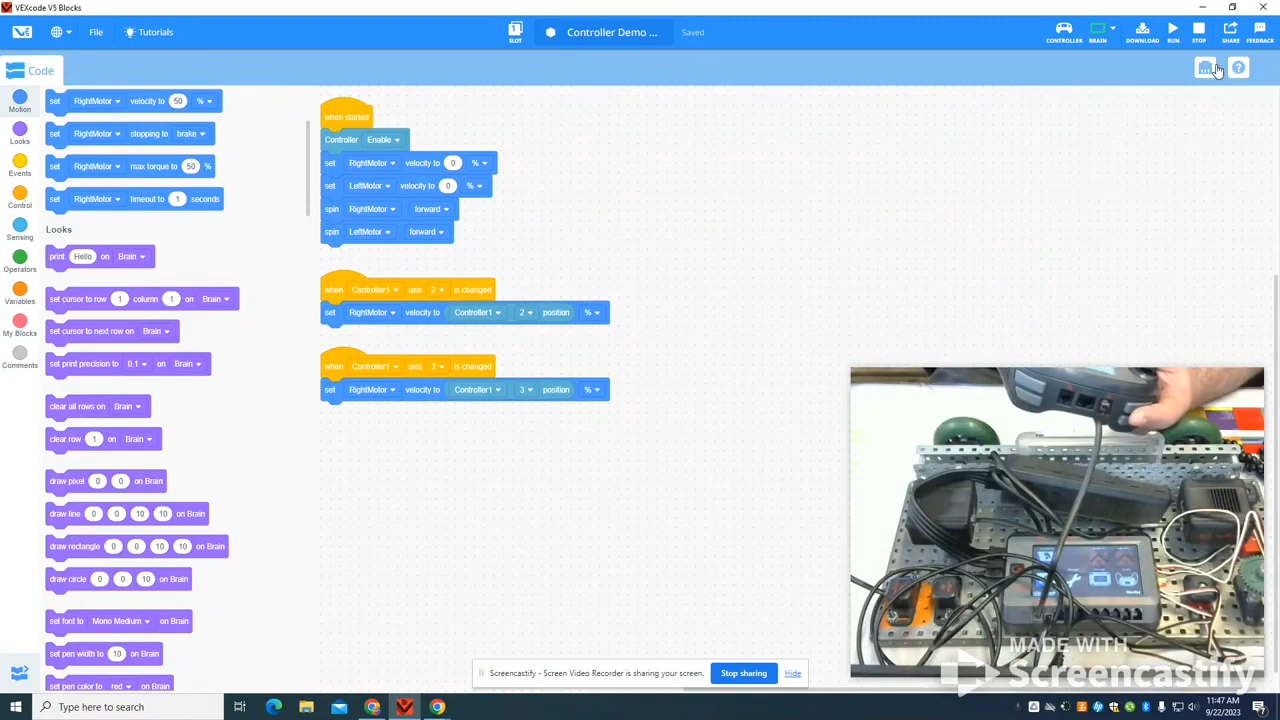 VEXcode V5 Blocks
V5 File Tutorials 1 SLOT Controller Demo ... Saved CONTROLLER BRAIN DOWNLOAD RUN STOP SHARE FEEDBACK
Code ?
Motion
Looks
Events
Control
Sensing
Operators
Variables
My Blocks
Comments
set RightMotor velocity to 50 %
set RightMotor stopping to brake
set RightMotor max torque to 50 %
set RightMotor timeout to 1 seconds
Looks
print Hello on Brain
set cursor to row 1 column 1 on Brain
set cursor to next row on Brain
set print precision to 0.1 on Brain
clear all rows on Brain
clear row 1 on Brain
draw pixel 0 0 on Brain
draw line 0 0 10 10 on Brain
draw rectangle 0 0 10 10 on Brain
draw circle 0 0 10 on Brain
set font to Mono Medium on Brain
set pen width to 10 on Brain
set pen color to red on Brain
when started
Controller Enable
set RightMotor velocity to 0 %
set LeftMotor velocity to 0 %
spin RightMotor forward
spin LeftMotor forward
when Controller1 axis 2 is changed
set RightMotor velocity to Controller1 2 position %
when Controller1 axis 3 is changed
set RightMotor velocity to Controller1 3 position %
MADE WITH
Screencastify
Screencastify - Screen Video Recorder is sharing your screen. Stop sharing Hide
Type here to search
11:47 AM
9/22/2023